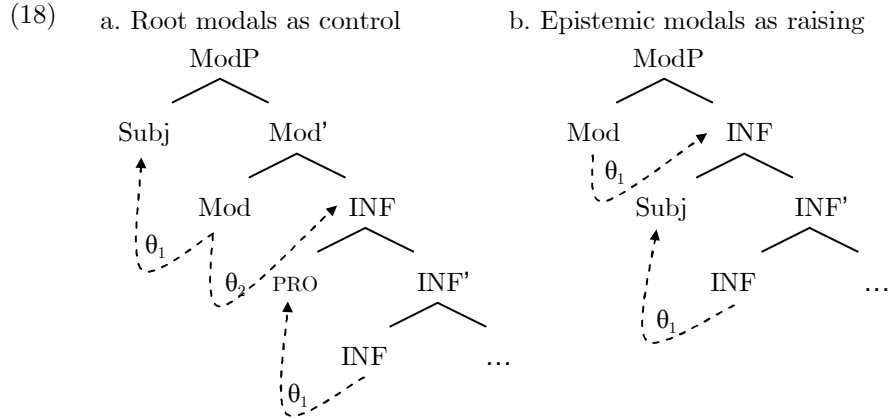 (18) a. Root modals as control b. Epistemic modals as raising
ModP ModP
Subj Mod' Mod INF
θ1
Mod INF Subj INF'
θ1
θ2 PRO INF' INF …
θ1
INF …
θ1